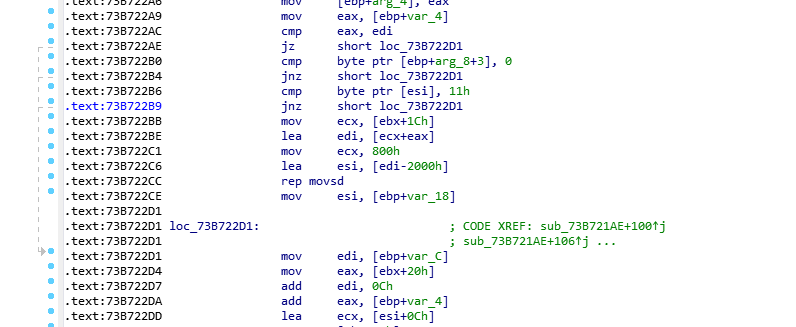 .text:73B722A6 mov [ebp+arg_4], eax
.text:73B722A9 mov eax, [ebp+var_4]
.text:73B722AC cmp eax, edi
.text:73B722AE jz short loc_73B722D1
.text:73B722B0 cmp byte ptr [ebp+arg_8+3], 0
.text:73B722B4 jnz short loc_73B722D1
.text:73B722B6 cmp byte ptr [esi], 11h
.text:73B722B9 jnz short loc_73B722D1
.text:73B722BB mov ecx, [ebx+1Ch]
.text:73B722BE lea edi, [ecx+eax]
.text:73B722C1 mov ecx, 800h
.text:73B722C6 lea esi, [edi-2000h]
.text:73B722CC rep movsd
.text:73B722CE mov esi, [ebp+var_18]
.text:73B722D1
.text:73B722D1 loc_73B722D1: ; CODE XREF: sub_73B721AE+100↑j
.text:73B722D1 ; sub_73B721AE+106↑j ...
.text:73B722D1 mov edi, [ebp+var_C]
.text:73B722D4 mov eax, [ebx+20h]
.text:73B722D7 add edi, 0Ch
.text:73B722DA add eax, [ebp+var_4]
.text:73B722DD lea ecx, [esi+0Ch]